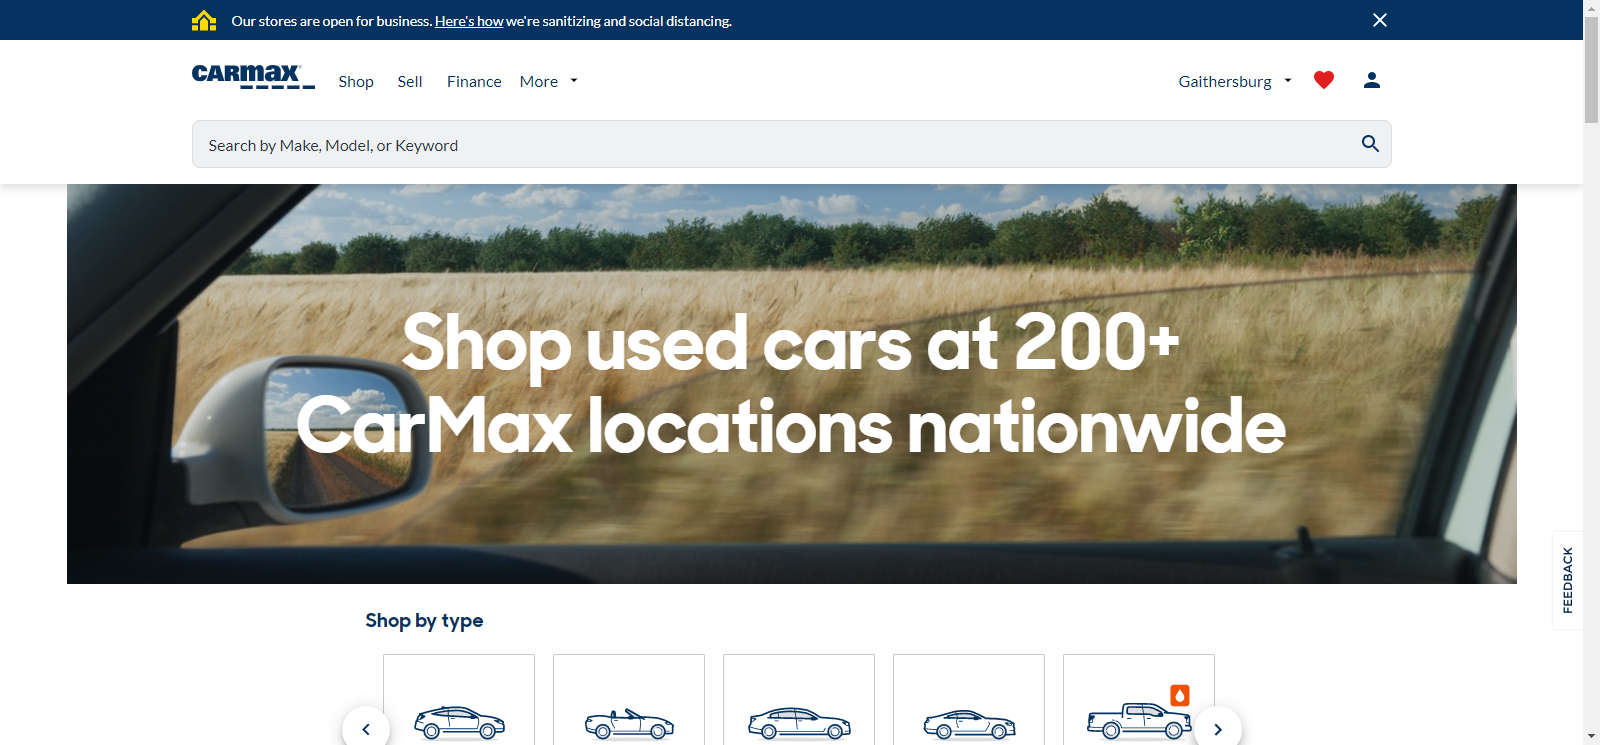 Our stores are open for business. Here's how we're sanitizing and social distancing.
CARMAX
Shop
Sell
Finance
More
Gaithersburg
Search by Make, Model, or Keyword
Shop used cars at 200+
CarMax locations nationwide
FEEDBACK
Shop by type